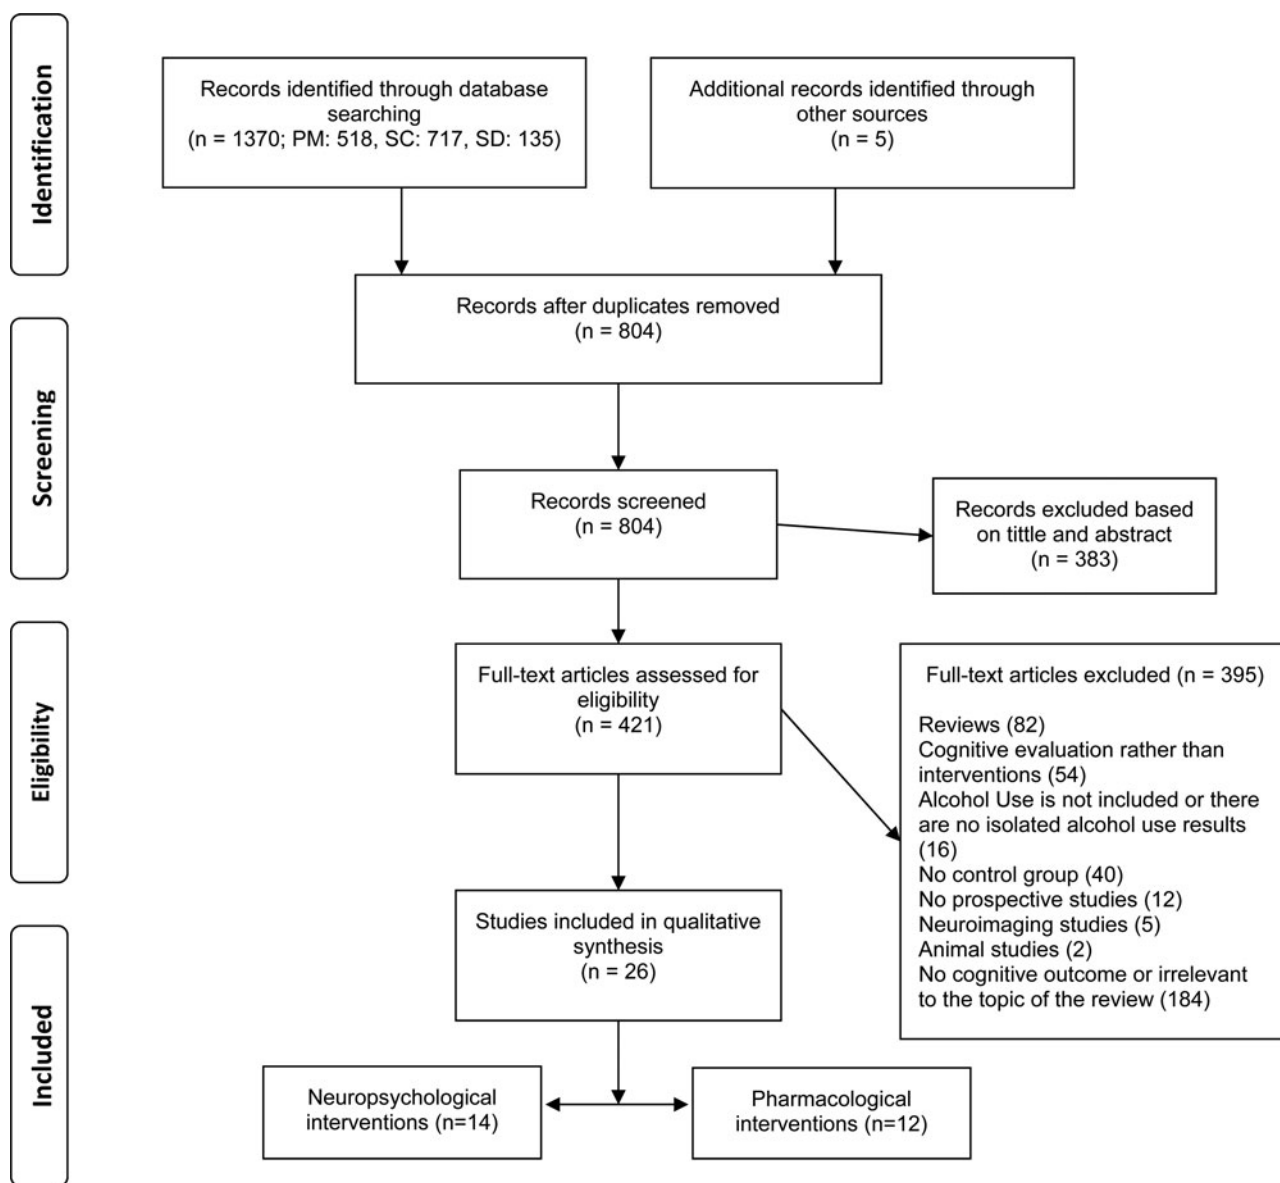 Identification
Records identified through database
searching
(n = 1370; PM: 518, SC: 717, SD: 135)
Additional records identified through
other sources
(n = 5)
Records after duplicates removed
(n = 804)
Screening
Records screened
(n = 804)
Records excluded based
on tittle and abstract
(n = 383)
Eligibility
Full-text articles assessed for
eligibility
(n = 421)
Full-text articles excluded (n = 395)
Reviews (82)
Cognitive evaluation rather than
interventions (54)
Alcohol Use is not included or there
are no isolated alcohol use results
(16)
No control group (40)
No prospective studies (12)
Neuroimaging studies (5)
Animal studies (2)
No cognitive outcome or irrelevant
to the topic of the review (184)
Included
Studies included in qualitative
synthesis
(n = 26)
Neuropsychological
interventions (n=14)
Pharmacological
interventions (n=12)